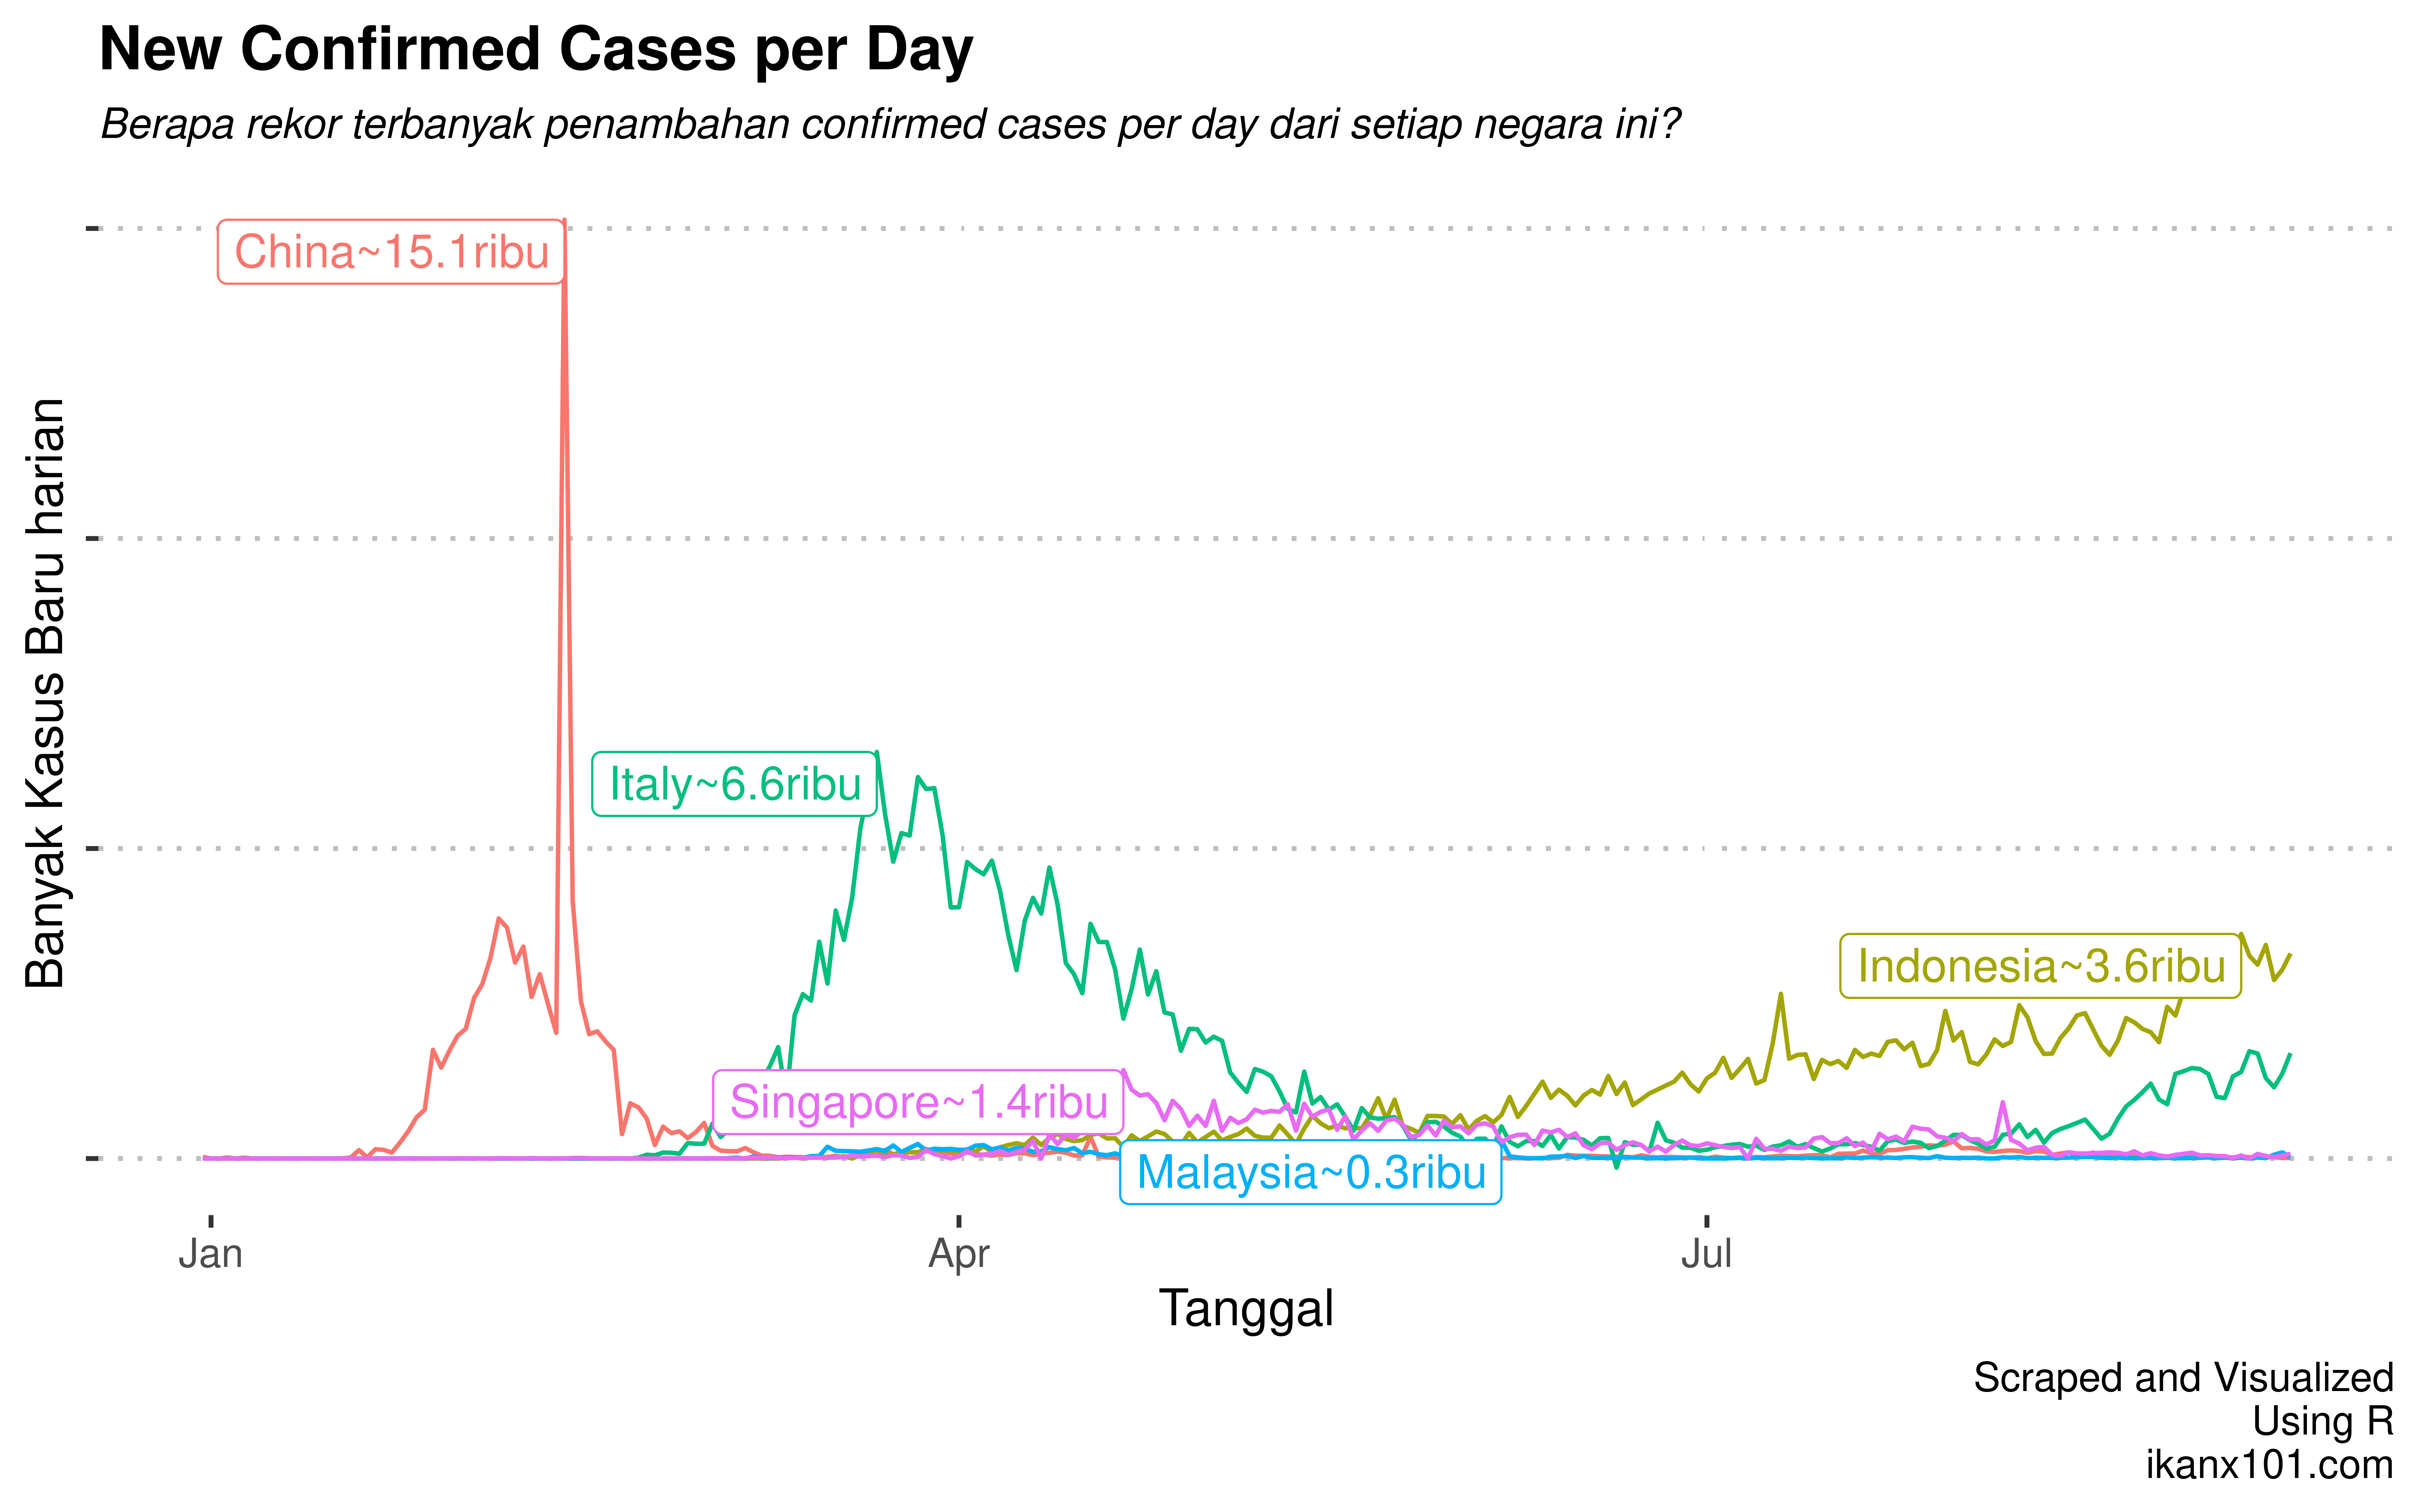 New Confirmed Cases per Day
Berapa rekor terbanyak penambahan confirmed cases per day dari setiap negara ini?
Banyak Kasus Baru harian
China~15.1ribu
Italy~6.6ribu
Indonesia~3.6ribu
Singapore~1.4ribu
Malaysia~0.3ribu
Jan
Apr
Jul
Tanggal
Scraped and Visualized
Using R
ikanx101.com